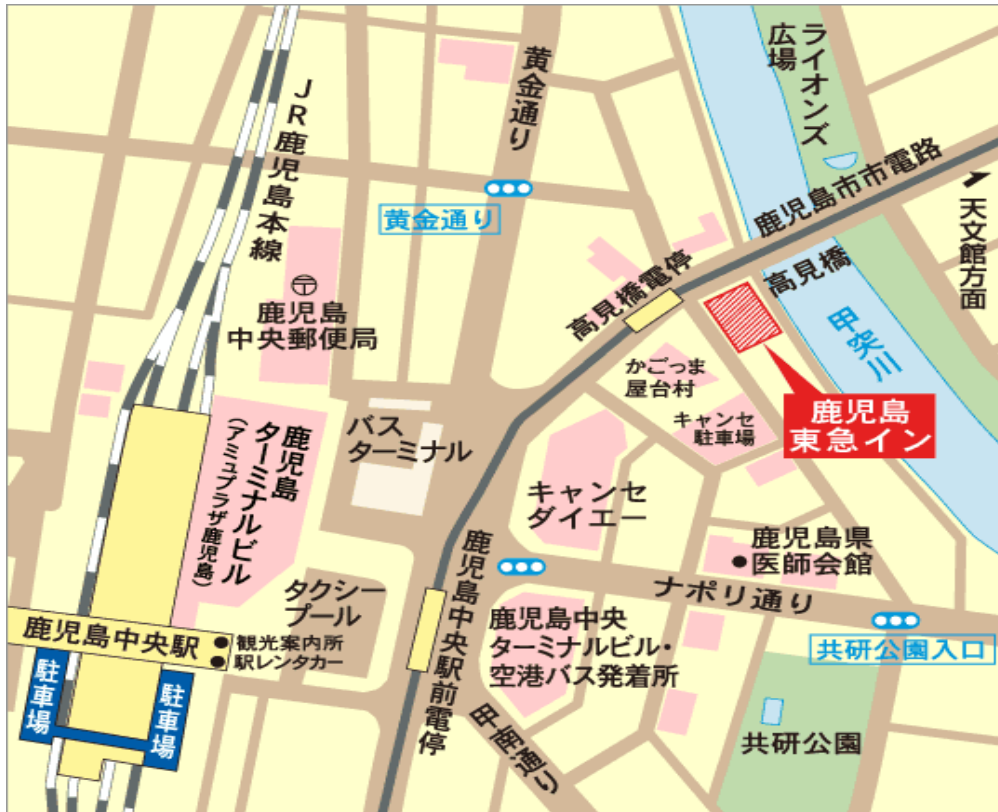 ライオンズ
広場
黄金通り
JR鹿児島本線
鹿児島市市電路
天文館方面
黄金通り
高見橋電停
高見橋
甲突川
〒
鹿児島
中央郵便局
かごっま
屋台村
キャンセ
駐車場
鹿児島
東急イン
バス
ターミナル
鹿児島
ターミナルビル
(アミュプラザ鹿児島)
キャンセ
ダイエー
鹿児島県
医師会館
鹿児島中央駅前電停
ナポリ通り
タクシー
プール
鹿児島中央
ターミナルビル・
空港バス発着所
鹿児島中央駅
観光案内所
駅レンタカー
共研公園入口
駐車場
駐車場
甲南通り
共研公園